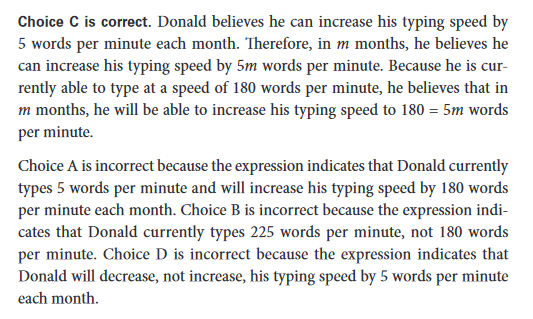 Choice C is correct. Donald believes he can increase his typing speed by
5 words per minute each month. Therefore, in m months, he believes he
can increase his typing speed by 5m words per minute. Because he is cur-
rently able to type at a speed of 180 words per minute, he believes that in
m months, he will be able to increase his typing speed to 180 = 5m words
per minute.
Choice A is incorrect because the expression indicates that Donald currently
types 5 words per minute and will increase his typing speed by 180 words
per minute each month. Choice B is incorrect because the expression indi-
cates that Donald currently types 225 words per minute, not 180 words
per minute. Choice D is incorrect because the expression indicates that
Donald will decrease, not increase, his typing speed by 5 words per minute
each month.